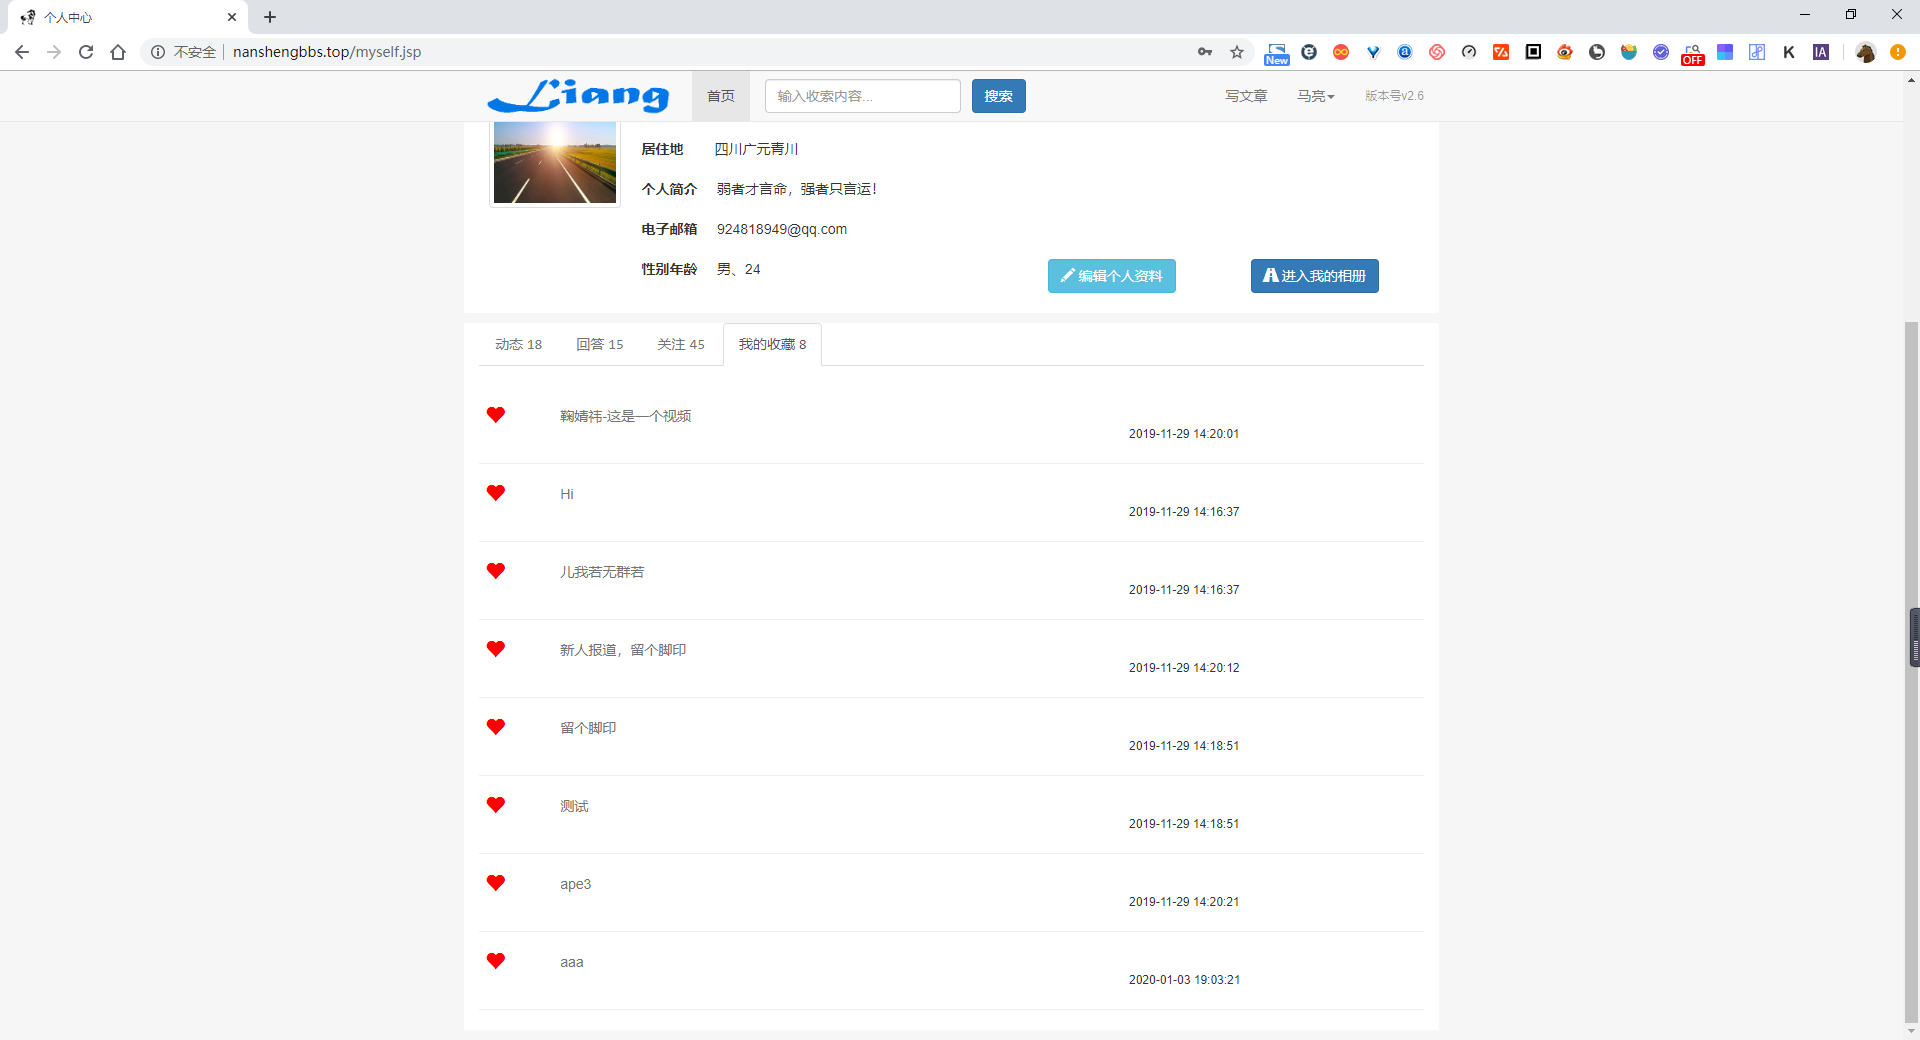 个人中心
不安全 | nanshengbbs.top/myself.jsp
New
OFF
K
IA
Liang
首页
输入收索内容...
搜索
写文章
马亮
版本号v2.6
居住地 四川广元青川
个人简介 弱者才言命，强者只言运！
电子邮箱 924818949@qq.com
性别年龄 男、24
编辑个人资料
进入我的相册
动态 18
回答 15
关注 45
我的收藏 8
鞠婧祎-这是一个视频
2019-11-29 14:20:01
Hi
2019-11-29 14:16:37
儿我若无群若
2019-11-29 14:16:37
新人报道，留个脚印
2019-11-29 14:20:12
留个脚印
2019-11-29 14:18:51
测试
2019-11-29 14:18:51
ape3
2019-11-29 14:20:21
aaa
2020-01-03 19:03:21